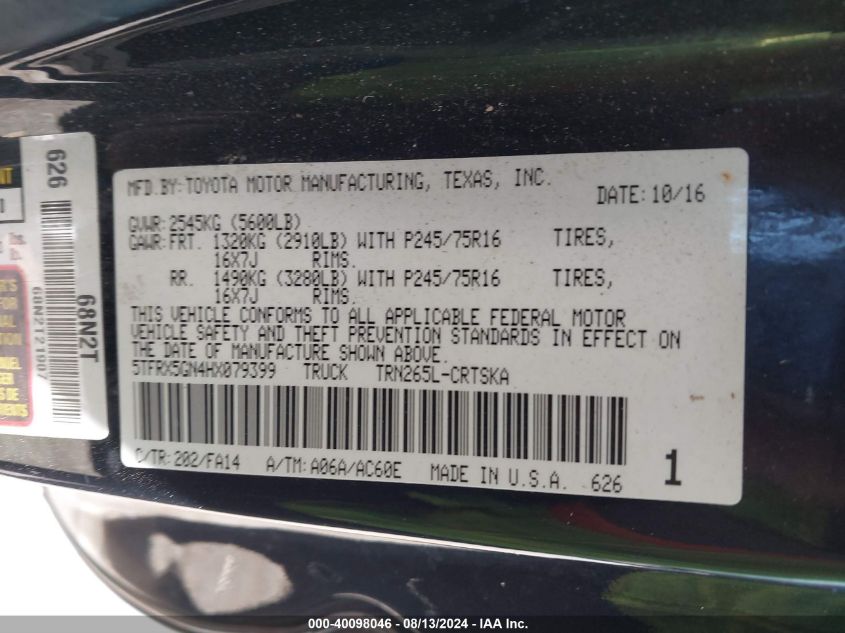 MFD.BY:TOYOTA MOTOR MANUFACTURING, TEXAS, INC.
DATE:10/16
GVWR:2545KG (5600LB)
GAWR:FRT. 1320KG (2910LB) WITH P245/75R16 TIRES,
16X7J RIMS.
RR. 1490KG (3280LB) WITH P245/75R16 TIRES,
16X7J RIMS.
THIS VEHICLE CONFORMS TO ALL APPLICABLE FEDERAL MOTOR
VEHICLE SAFETY AND THEFT PREVENTION STANDARDS IN EFFECT ON
THE DATE OF MANUFACTURE SHOWN ABOVE.
5TFRX5GN4HX079399 TRUCK TRN265L-CRTSKA
C/TR:202/FA14 A/TM:A06A/AC60E MADE IN U.S.A. 626
1
626
68N2T
68N2T21907
000-40098046 - 08/13/2024 - IAA Inc.